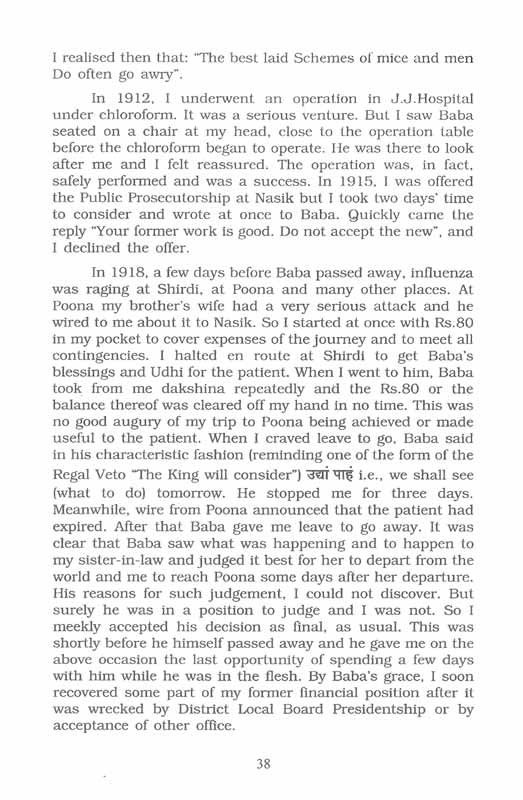 I realised then that: "The best laid Schemes of mice and men
Do often go awry".
In 1912, I underwent an operation in J.J.Hospital
under chloroform. It was a serious venture. But I saw Baba
seated on a chair at my head, close to the operation table
before the chloroform began to operate. He was there to look
after me and I felt reassured. The operation was, in fact,
safely performed and was a success. In 1915, I was offered
the Public Prosecutorship at Nasik but I took two days' time
to consider and wrote at once to Baba. Quickly came the
reply "Your former work is good. Do not accept the new", and
I declined the offer.
In 1918, a few days before Baba passed away, influenza
was raging at Shirdi, at Poona and many other places. At
Poona my brother's wife had a very serious attack and he
wired to me about it to Nasik. So I started at once with Rs.80
in my pocket to cover expenses of the journey and to meet all
contingencies. I halted en route at Shirdi to get Baba's
blessings and Udhi for the patient. When I went to him, Baba
took from me dakshina repeatedly and the Rs.80 or the
balance thereof was cleared off my hand in no time. This was
no good augury of my trip to Poona being achieved or made
useful to the patient. When I craved leave to go, Baba said
in his characteristic fashion (reminding one of the form of the
Regal Veto "The King will consider") उद्यां पाहं i.e., we shall see
(what to do) tomorrow. He stopped me for three days.
Meanwhile, wire from Poona announced that the patient had
expired. After that Baba gave me leave to go away. It was
clear that Baba saw what was happening and to happen to
my sister-in-law and judged it best for her to depart from the
world and me to reach Poona some days after her departure.
His reasons for such judgement, I could not discover. But
surely he was in a position to judge and I was not. So I
meekly accepted his decision as final, as usual. This was
shortly before he himself passed away and he gave me on the
above occasion the last opportunity of spending a few days
with him while he was in the flesh. By Baba's grace, I soon
recovered some part of my former financial position after it
was wrecked by District Local Board Presidentship or by
acceptance of other office.
38